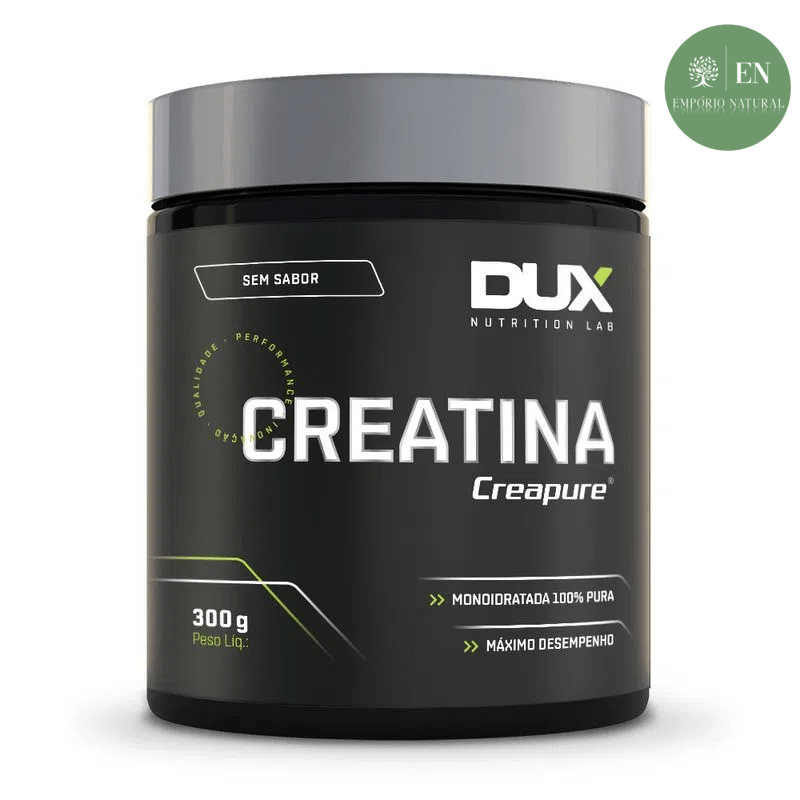 EN
EMPÓRIO NATURAL
SEM SABOR
DUX
NUTRITION LAB
QUALIDADE · PERFORMANCE · INOVAÇÃO ·
CREATINA
Creapure®
300 g
Peso Líq.:
MONOIDRATADA 100% PURA
MÁXIMO DESEMPENHO